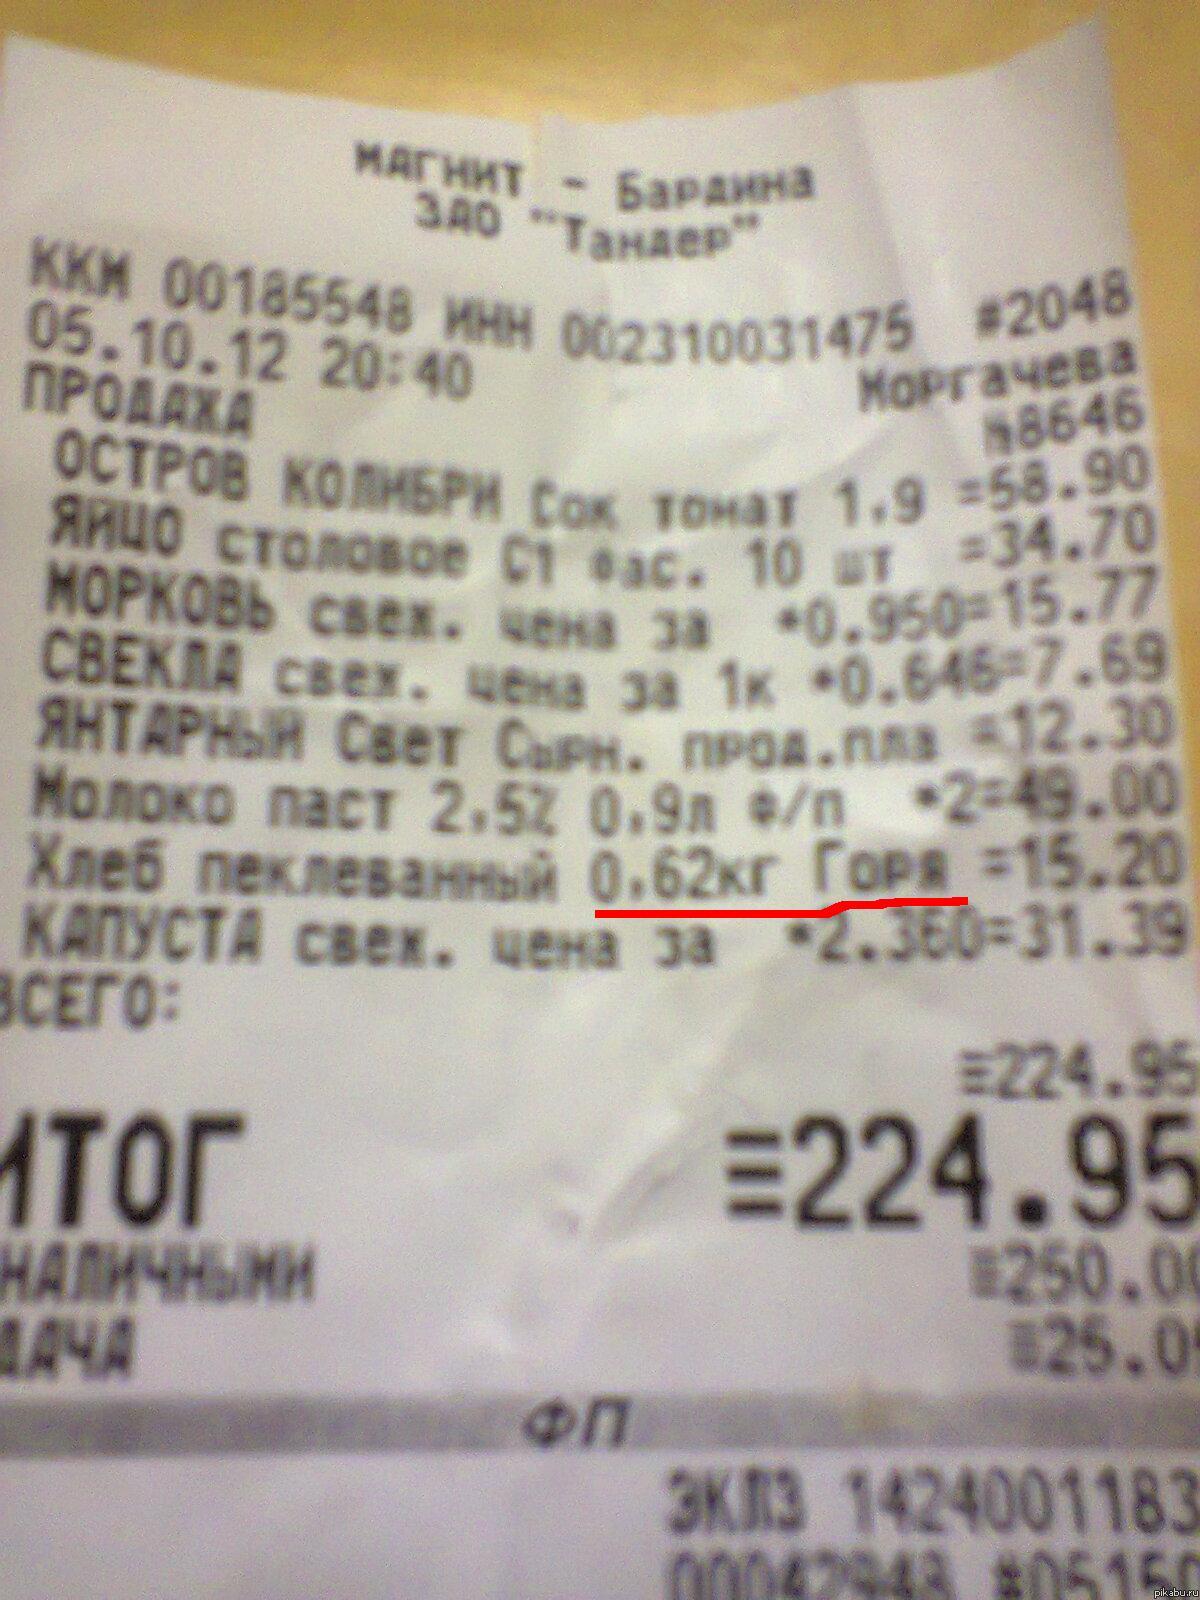 МАГНИТ - Бардина
ЗАО "Тандер"
ККМ 00185548 ИНН 002310031475 #2048
05.10.12 20:40 Моргачева
ПРОДАЖА №8646
ОСТРОВ КОЛИБРИ Сок томат 1,9 =58.90
ЯЙЦО столовое С1 фас. 10 шт =34.70
МОРКОВЬ свеж. цена за *0.950=15.77
СВЕКЛА свеж. цена за 1к *0.646=7.69
ЯНТАРНЫЙ Свет Сырн. прод.пла =12.30
Молоко паст 2,5% 0,9л ф/п *2=49.00
Хлеб пеклеванный 0,62кг Горя =15.20
КАПУСТА свеж. цена за *2.360=31.39
ВСЕГО:
≡224.95
ИТОГ ≡224.95
НАЛИЧНЫМИ ≡250.00
ДАЧА ≡25.05
ФП
ЭКЛЗ 1424001183
00042948 #05150
pikabu.ru